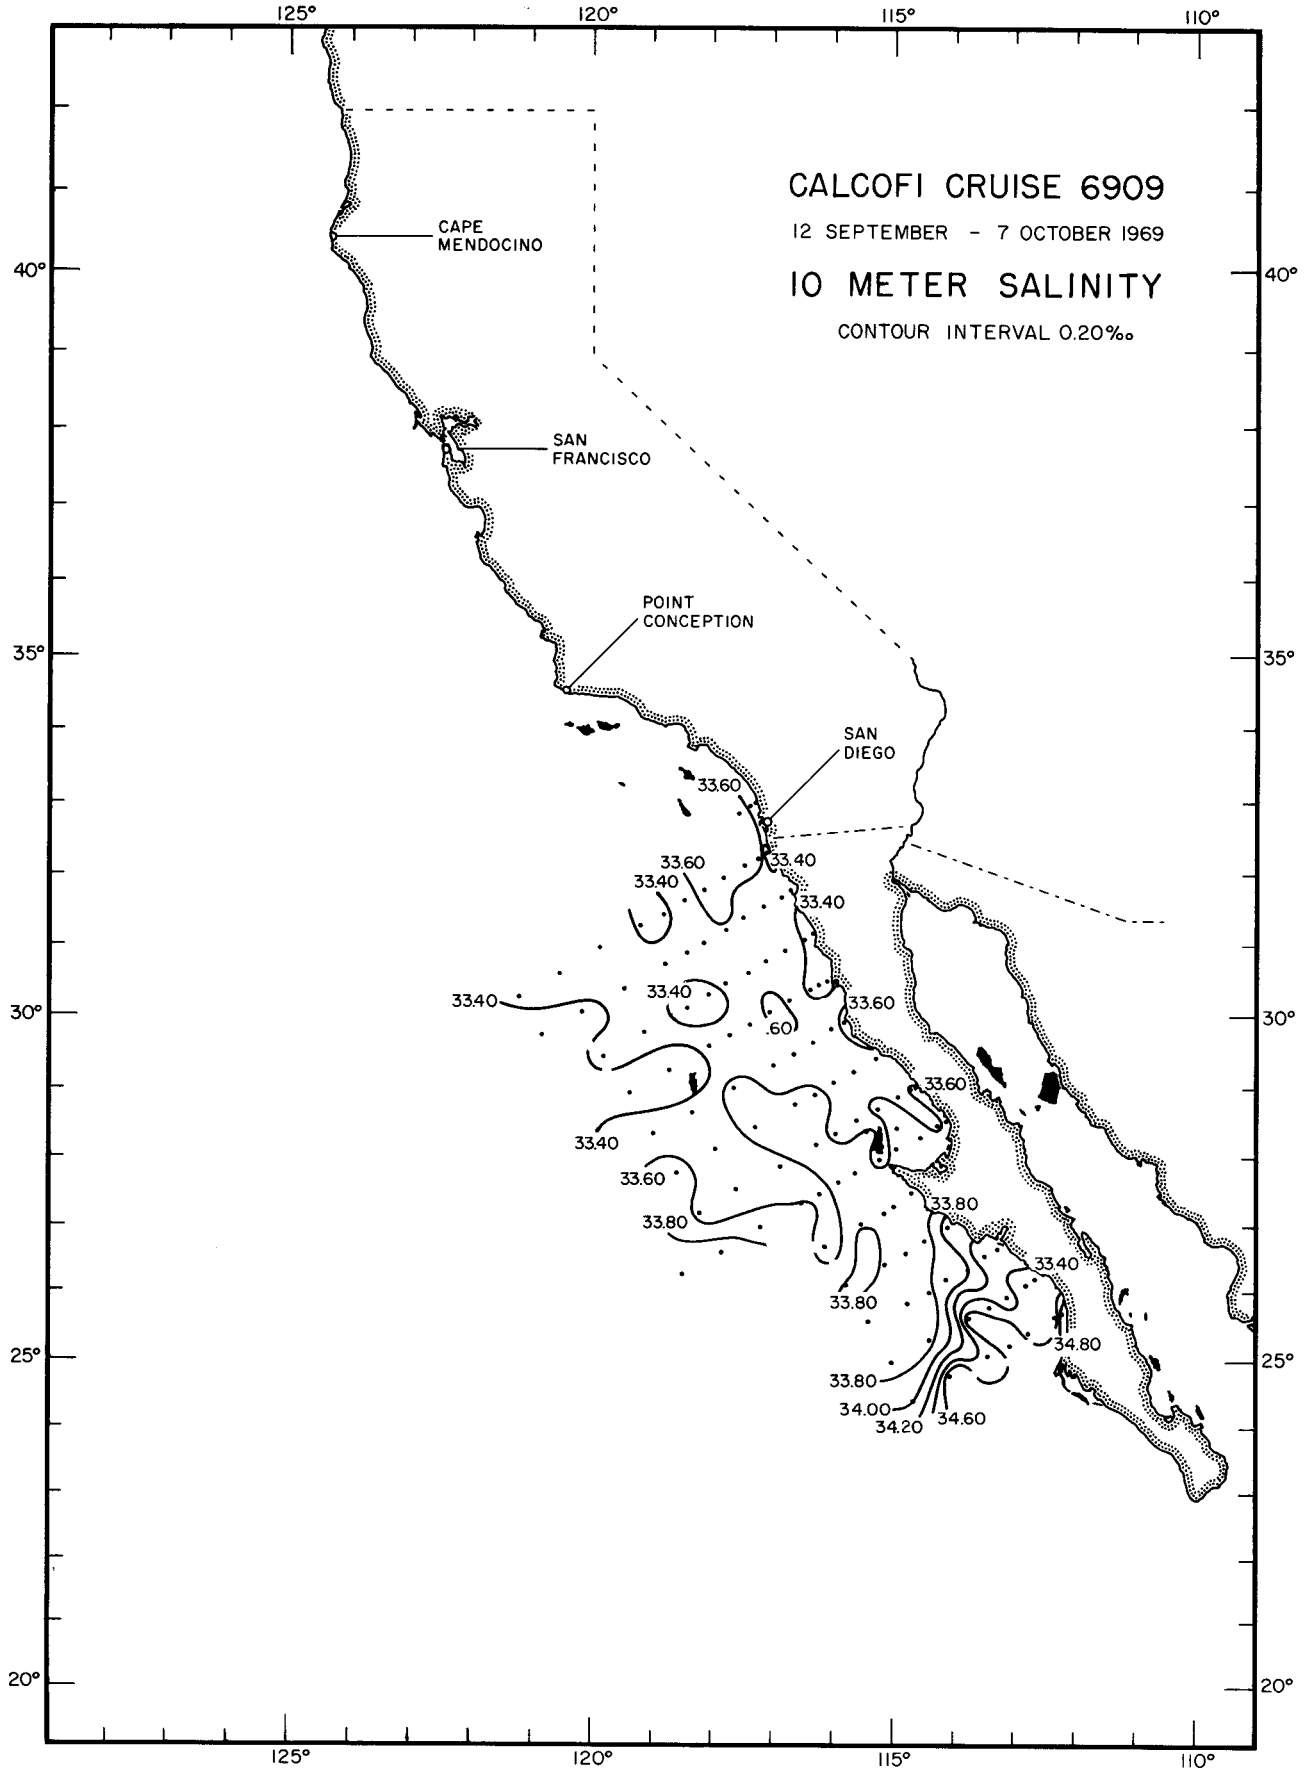 125° 120° 115° 110°
CALCOFI CRUISE 6909
12 SEPTEMBER - 7 OCTOBER 1969
10 METER SALINITY
CONTOUR INTERVAL 0.20‰
CAPE
MENDOCINO
40° 40°
SAN
FRANCISCO
POINT
CONCEPTION
35° 35°
SAN
DIEGO
33.60
33.60 33.40
33.40
33.40
33.40
33.40 30° 33.60 30°
.60
33.60
33.40
33.60
33.80
33.80
33.40
33.80
34.80
25° 25°
33.80
34.00
34.20 34.60
20° 20°
125° 120° 115° 110°